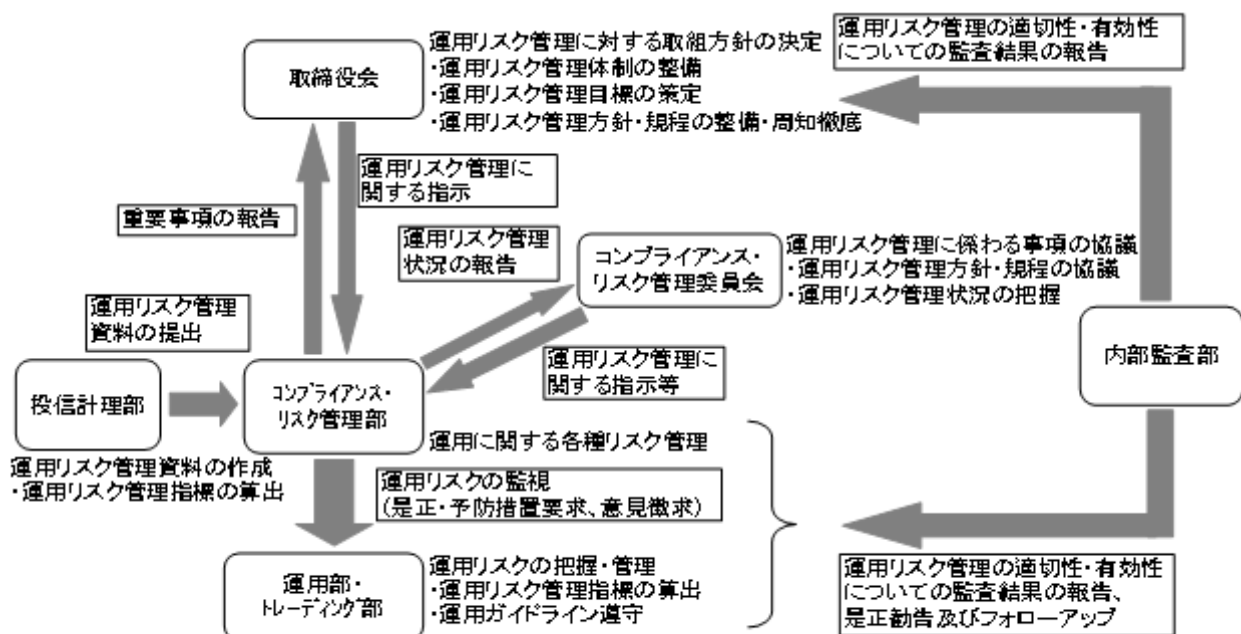 取締役会
運用リスク管理に対する取組方針の決定
・運用リスク管理体制の整備
・運用リスク管理目標の策定
・運用リスク管理方針・規程の整備・周知徹底
運用リスク管理の適切性・有効性
についての監査結果の報告
運用リスク管理に
関する指示
重要事項の報告
運用リスク管理
状況の報告
コンプライアンス・
リスク管理委員会
運用リスク管理に係わる事項の協議
・運用リスク管理方針・規程の協議
・運用リスク管理状況の把握
運用リスク管理
資料の提出
運用リスク管理に
関する指示等
内部監査部
投信計理部
コンプライアンス・
リスク管理部
運用に関する各種リスク管理
運用リスク管理資料の作成
・運用リスク管理指標の算出
運用リスクの監視
(是正・予防措置要求、意見徴求)
運用部・
トレーディング部
運用リスクの把握・管理
・運用リスク管理指標の算出
・運用ガイドライン遵守
運用リスク管理の適切性・有効性
についての監査結果の報告、
是正勧告及びフォローアップ